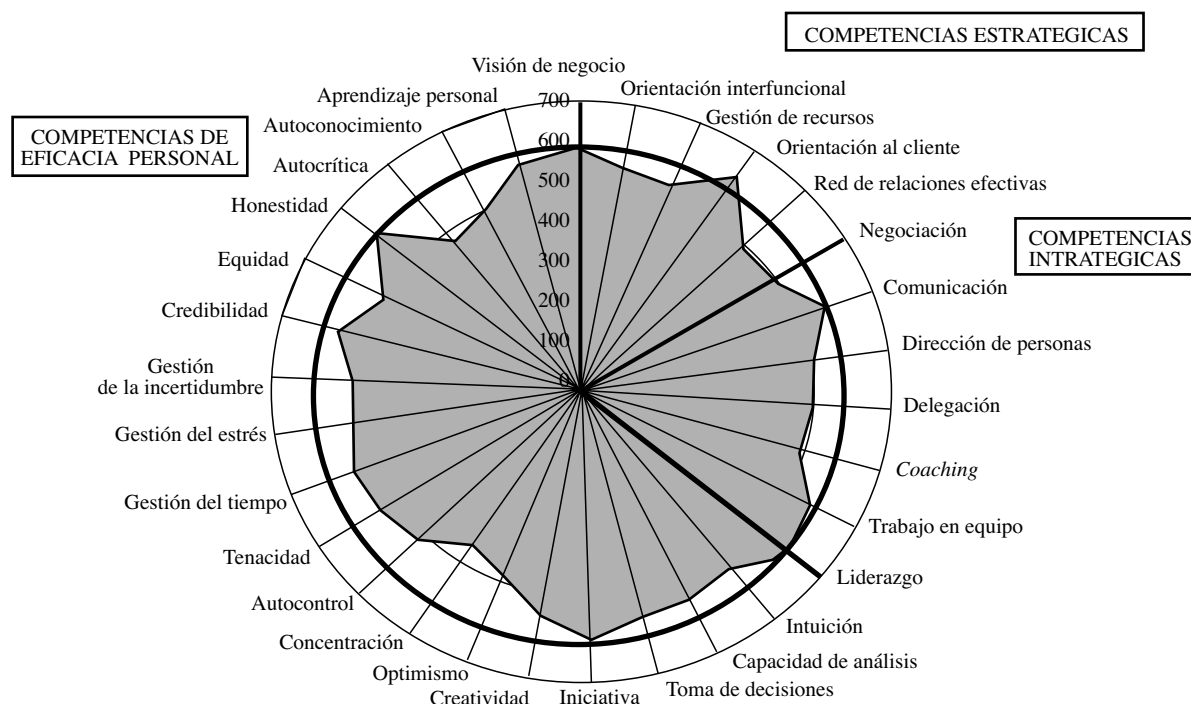 COMPETENCIAS ESTRATEGICAS
Visión de negocio
Orientación interfuncional
Gestión de recursos
Orientación al cliente
Red de relaciones efectivas
Negociación
COMPETENCIAS
INTRATEGICAS
Comunicación
Dirección de personas
Delegación
Coaching
Trabajo en equipo
Liderazgo
Intuición
Capacidad de análisis
Toma de decisiones
Iniciativa
Creatividad
Optimismo
Concentración
Autocontrol
Tenacidad
Gestión del tiempo
Gestión del estrés
Gestión
de la incertidumbre
Credibilidad
Equidad
Honestidad
Autocrítica
Autoconocimiento
Aprendizaje personal
COMPETENCIAS DE
EFICACIA PERSONAL
700
600
500
400
300
200
100
0